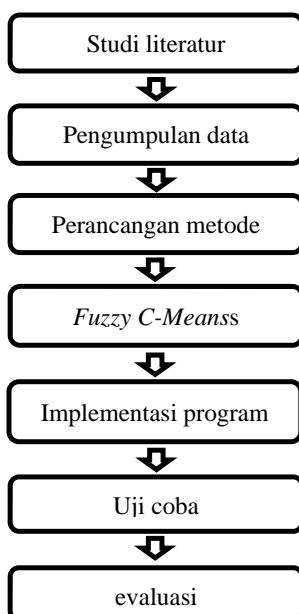 Studi literatur
Pengumpulan data
Perancangan metode
Fuzzy C-Meanss
Implementasi program
Uji coba
evaluasi